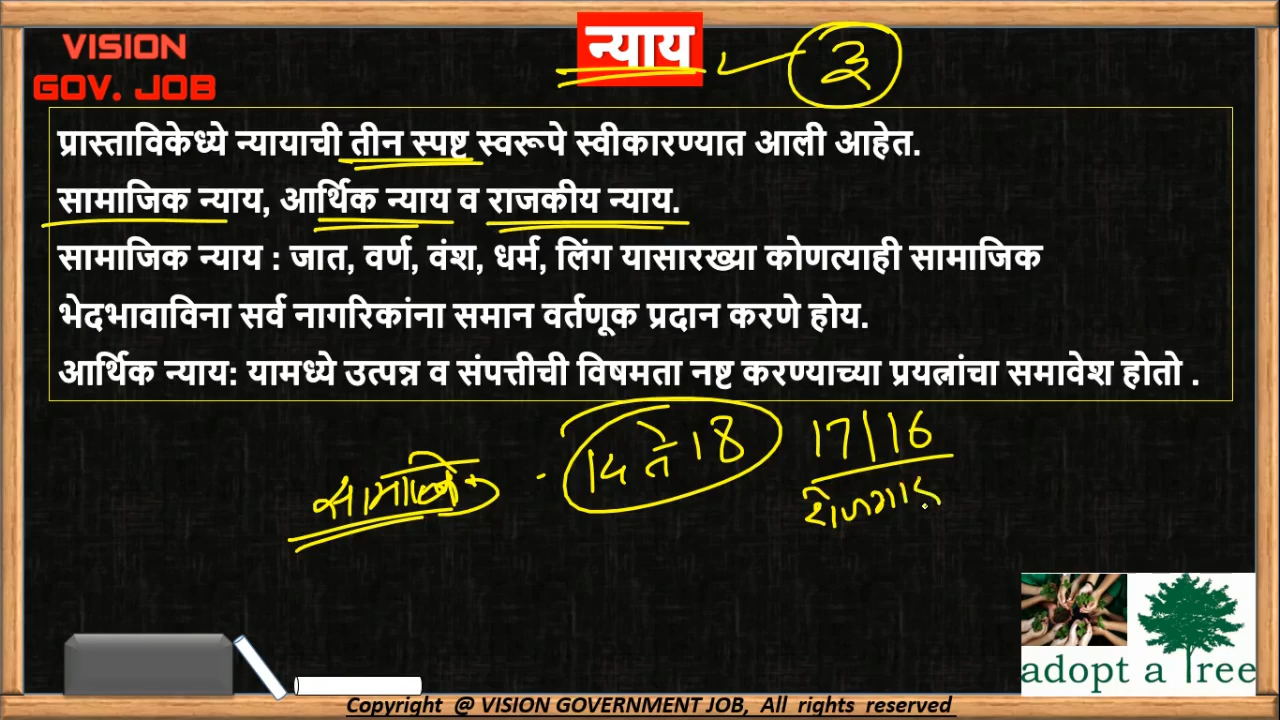 VISION
GOV. JOB
न्याय
३
प्रास्ताविकेध्ये न्यायाची तीन स्पष्ट स्वरूपे स्वीकारण्यात आली आहेत.
सामाजिक न्याय, आर्थिक न्याय व राजकीय न्याय.
सामाजिक न्याय : जात, वर्ण, वंश, धर्म, लिंग यासारख्या कोणत्याही सामाजिक
भेदभावाविना सर्व नागरिकांना समान वर्तणूक प्रदान करणे होय.
आर्थिक न्याय: यामध्ये उत्पन्न व संपत्तीची विषमता नष्ट करण्याच्या प्रयत्नांचा समावेश होतो .
ते 18 17|16
adopt a Tree
Copyright @ VISION GOVERNMENT JOB, All rights reserved